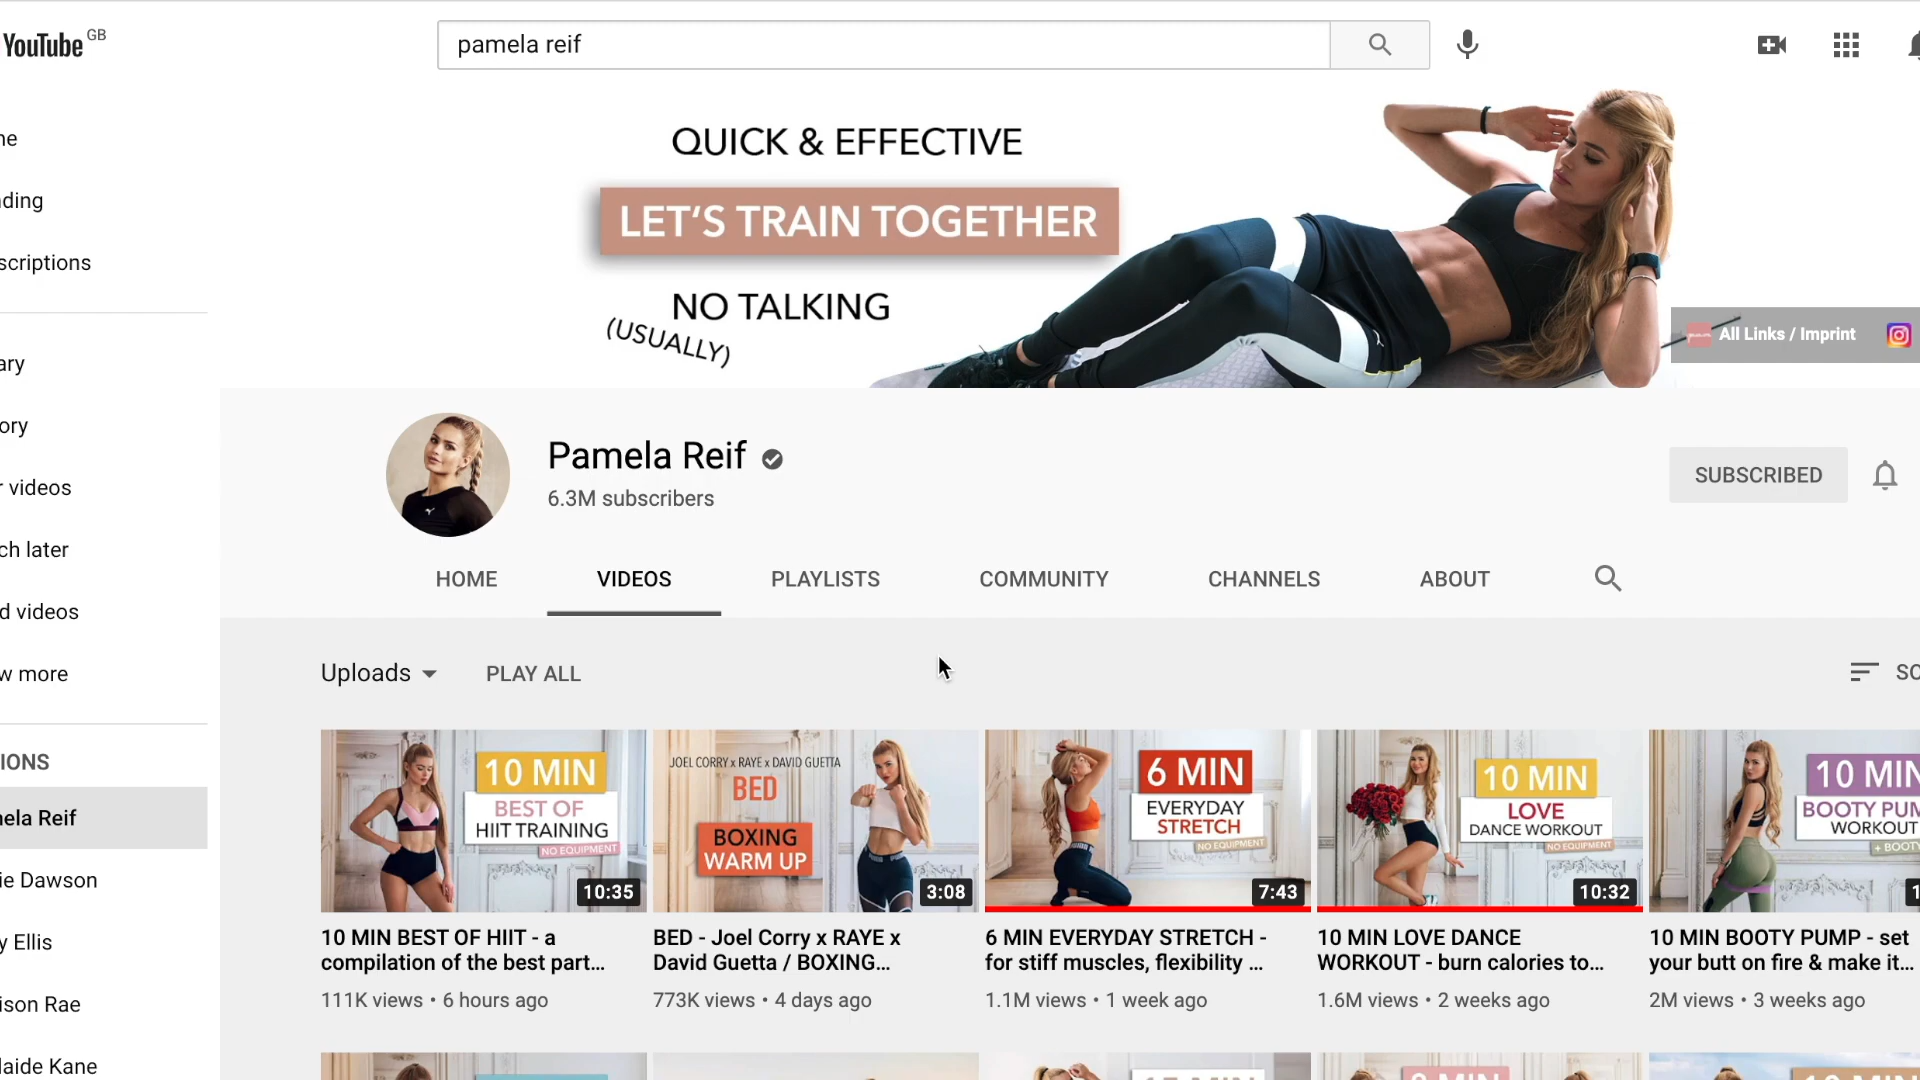 YouTube GB
pamela reif
ding
scriptions
ary
ory
videos
ch later
d videos
w more
IONS
ela Reif
ie Dawson
y Ellis
ison Rae
laide Kane
QUICK & EFFECTIVE
LET'S TRAIN TOGETHER
NO TALKING
(USUALLY)
All Links / Imprint
Pamela Reif
6.3M subscribers
SUBSCRIBED
HOME VIDEOS PLAYLISTS COMMUNITY CHANNELS ABOUT
Uploads PLAY ALL
10 MIN
BEST OF
HIIT TRAINING
NO EQUIPMENT
10:35
JOEL CORRY x RAYE x DAVID GUETTA
BED
BOXING
WARM UP
3:08
6 MIN
EVERYDAY
STRETCH
NO EQUIPMENT
7:43
10 MIN
LOVE
DANCE WORKOUT
NO EQUIPMENT
10:32
10 MIN
BOOTY PUM
WORKOUT
+ BOOTY
10 MIN BEST OF HIIT - a
compilation of the best part...
111K views • 6 hours ago
BED - Joel Corry x RAYE x
David Guetta / BOXING...
773K views • 4 days ago
6 MIN EVERYDAY STRETCH -
for stiff muscles, flexibility ...
1.1M views • 1 week ago
10 MIN LOVE DANCE
WORKOUT - burn calories to...
1.6M views • 2 weeks ago
10 MIN BOOTY PUMP - set
your butt on fire & make it...
2M views • 3 weeks ago